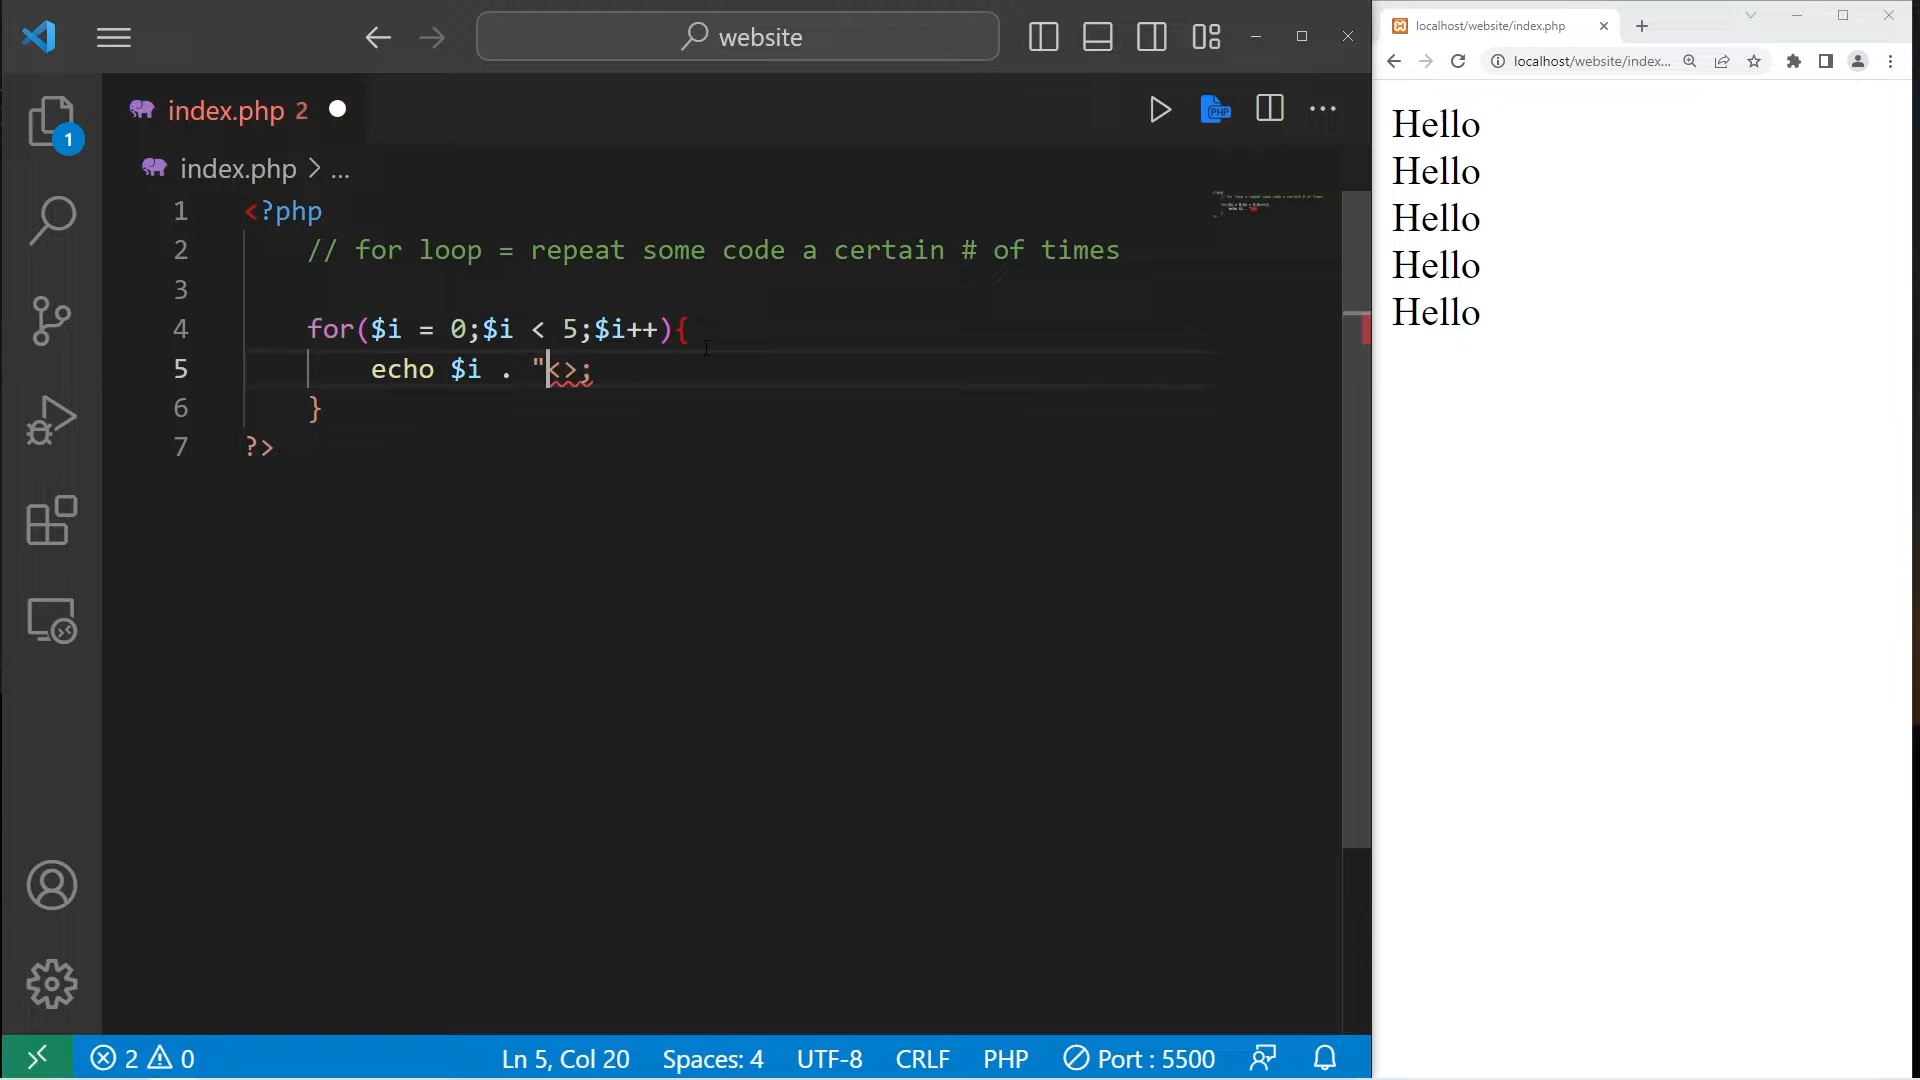 website
localhost/website/index.php
localhost/website/index...
index.php 2
PHP
index.php > ...
1 <?php
2 // for loop = repeat some code a certain # of times
3
4 for($i = 0;$i < 5;$i++){
5 echo $i . "<>;
6 }
7 ?>
1
Hello
Hello
Hello
Hello
Hello
2 0
Ln 5, Col 20
Spaces: 4
UTF-8
CRLF
PHP
Port : 5500